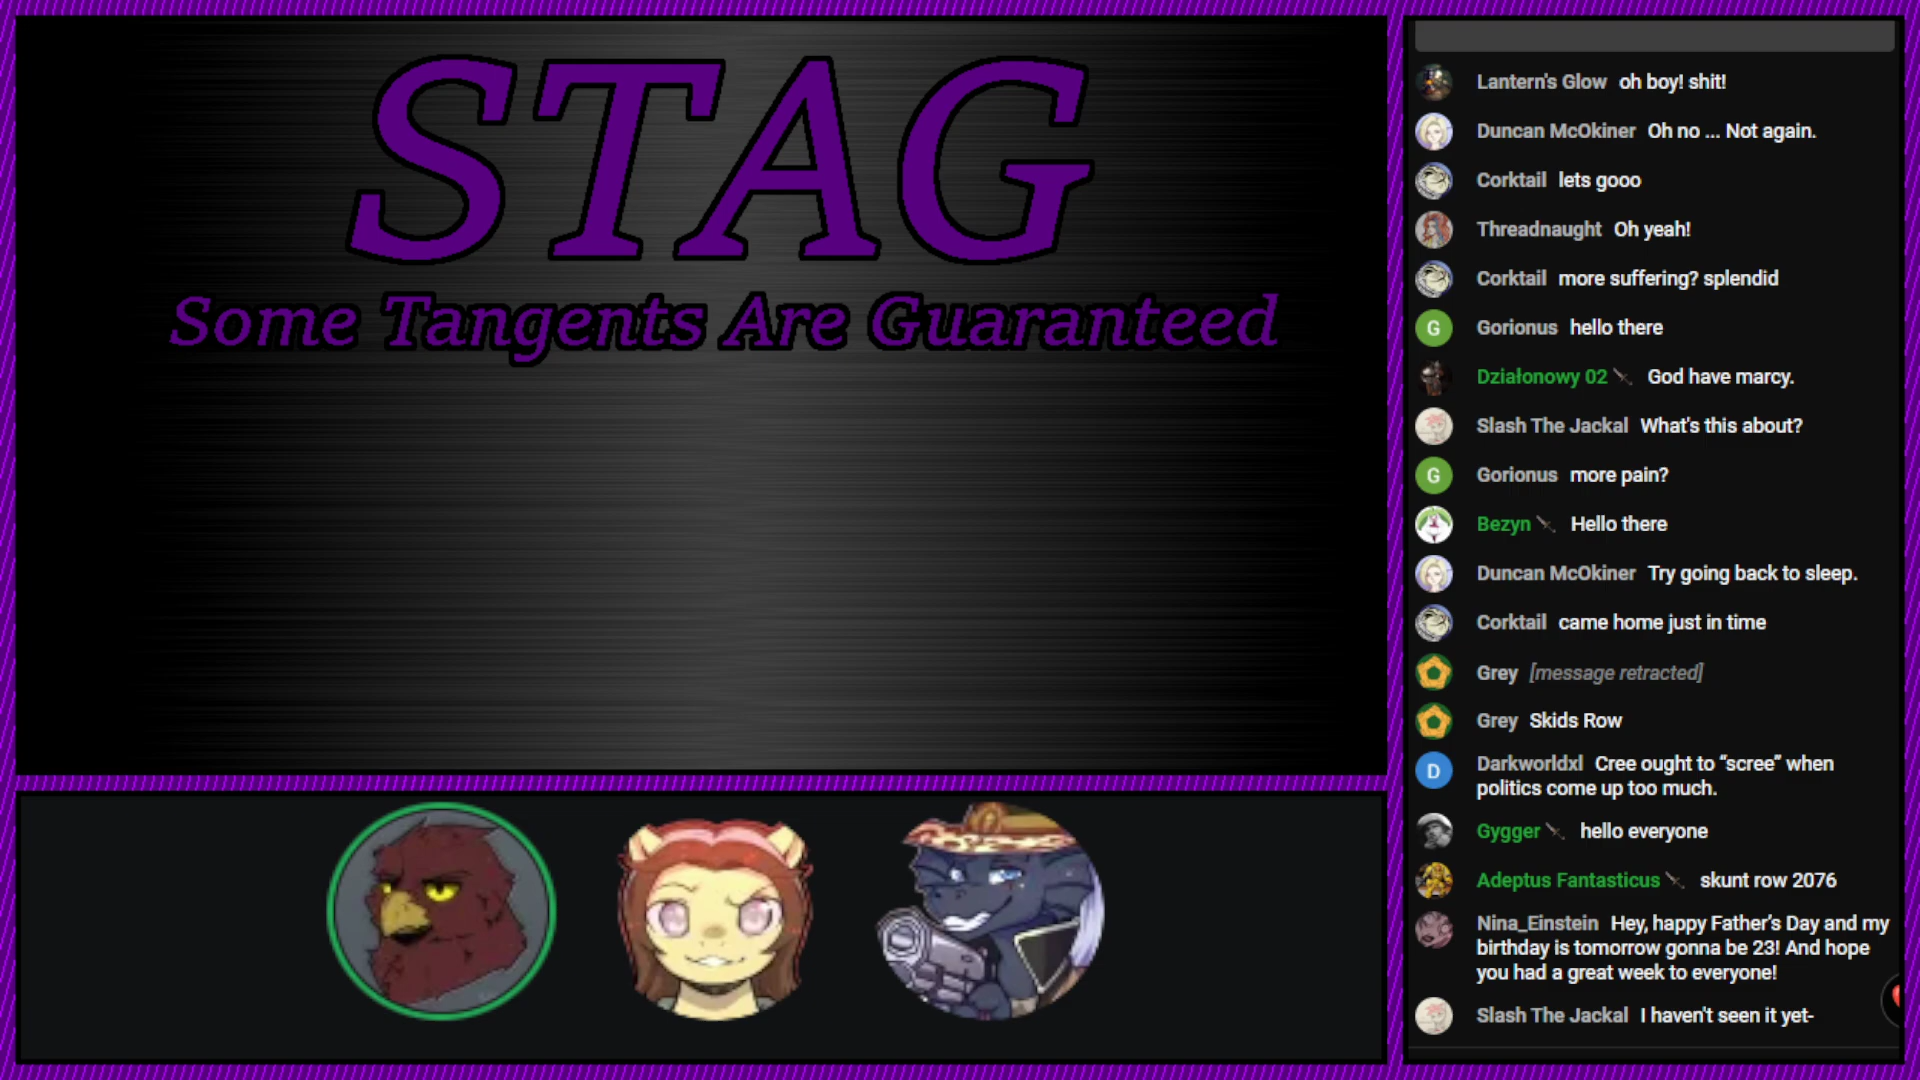 STAG
Some Tangents Are Guaranteed
Lantern's Glow oh boy! shit!
Duncan McOkiner Oh no ... Not again.
Corktail lets gooo
Threadnaught Oh yeah!
Corktail more suffering? splendid
G Gorionus hello there
Działonowy 02 God have marcy.
Slash The Jackal What's this about?
G Gorionus more pain?
Bezyn Hello there
Duncan McOkiner Try going back to sleep.
Corktail came home just in time
Grey [message retracted]
Grey Skids Row
D Darkworldxl Cree ought to “scree” when
politics come up too much.
Gygger hello everyone
Adeptus Fantasticus skunt row 2076
Nina_Einstein Hey, happy Father’s Day and my
birthday is tomorrow gonna be 23! And hope
you had a great week to everyone!
Slash The Jackal I haven't seen it yet-